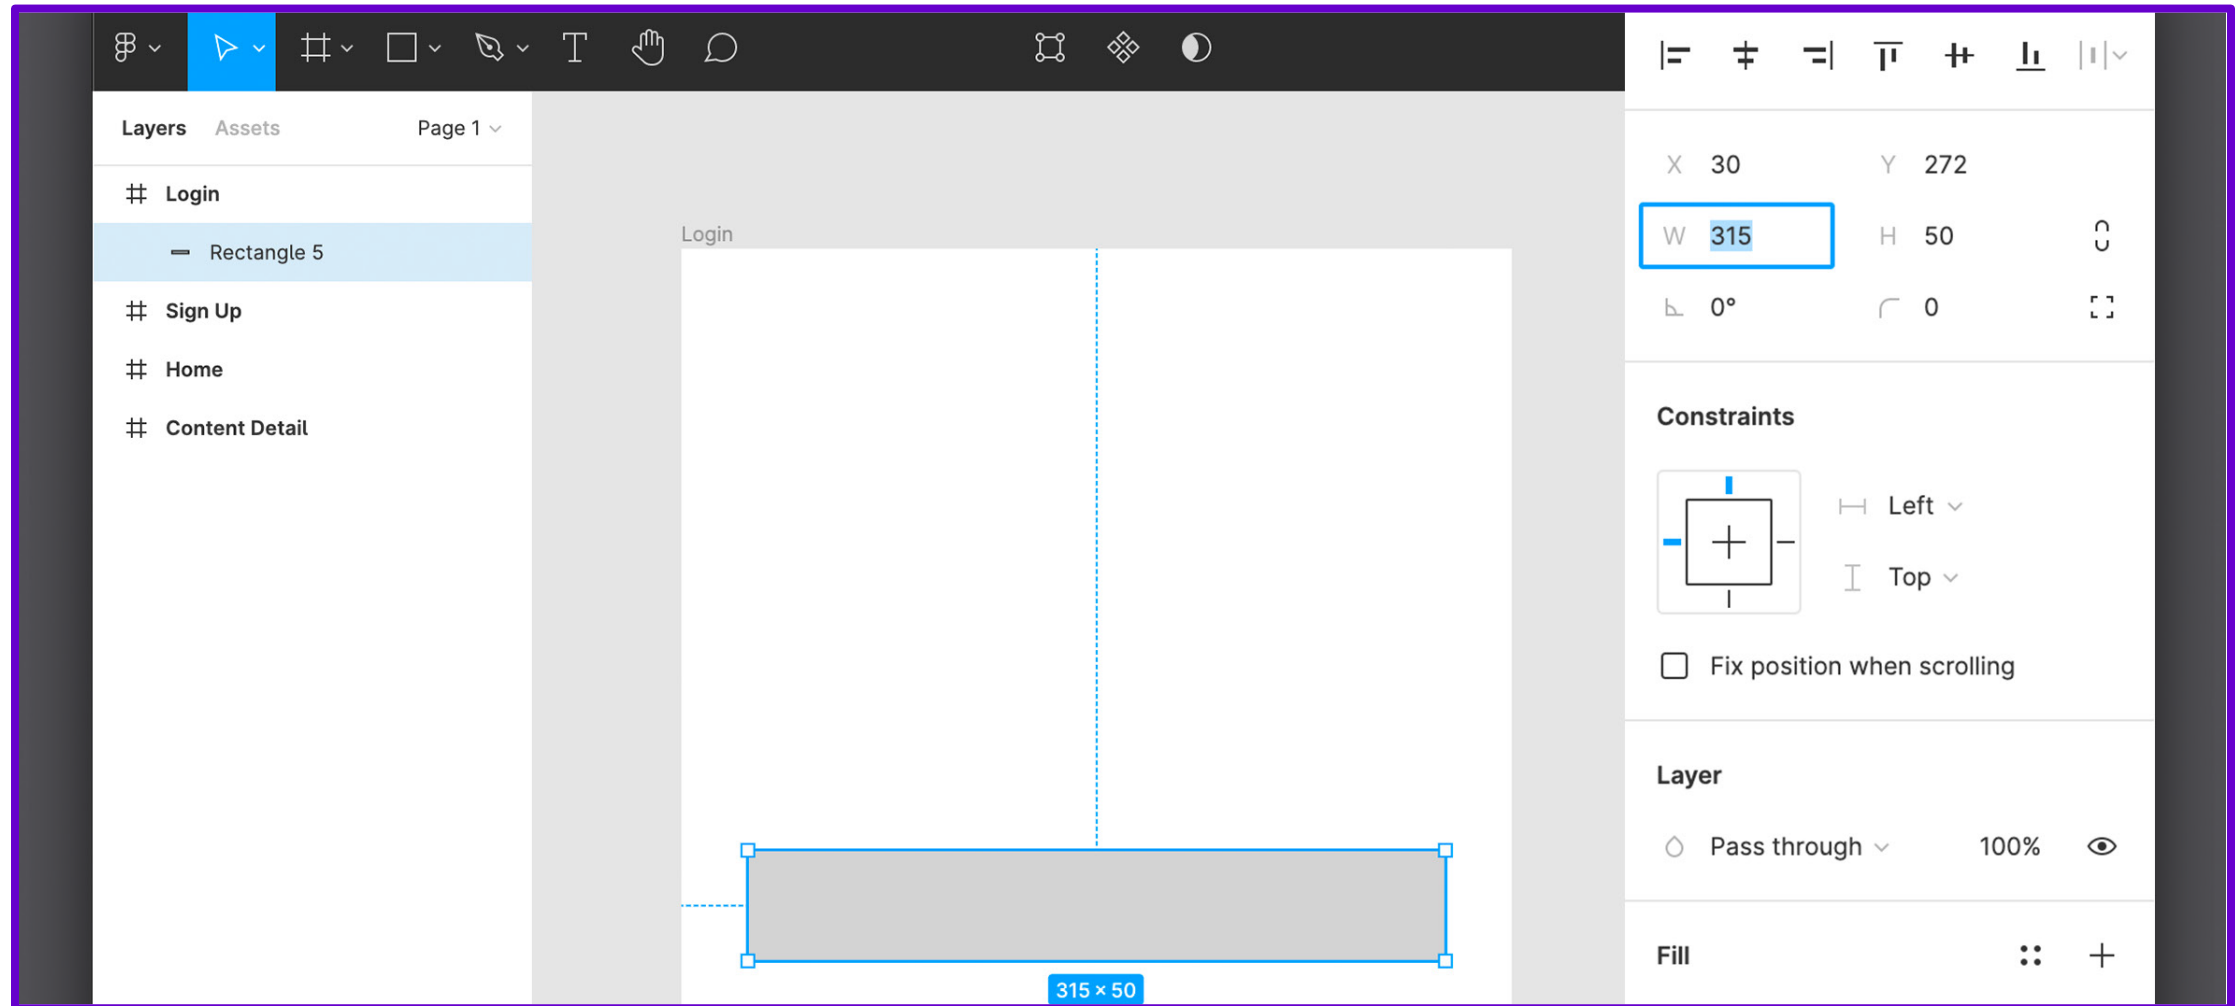 Layers Assets Page 1
Login
Rectangle 5
Sign Up
Home
Content Detail
Login
315 × 50
X 30 Y 272
W 315 H 50
0° 0
Constraints
Left
Top
Fix position when scrolling
Layer
Pass through 100%
Fill